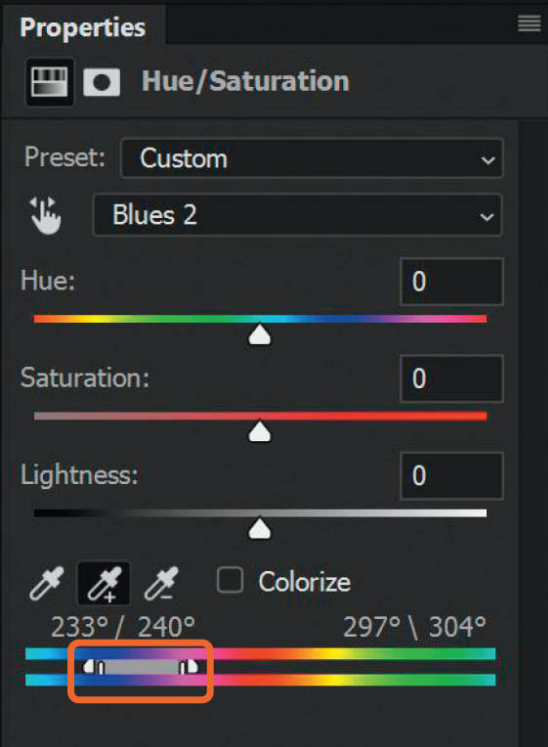 Properties
Hue/Saturation
Preset: Custom
Blues 2
Hue: 0
Saturation: 0
Lightness: 0
Colorize
233° / 240° 297° \ 304°